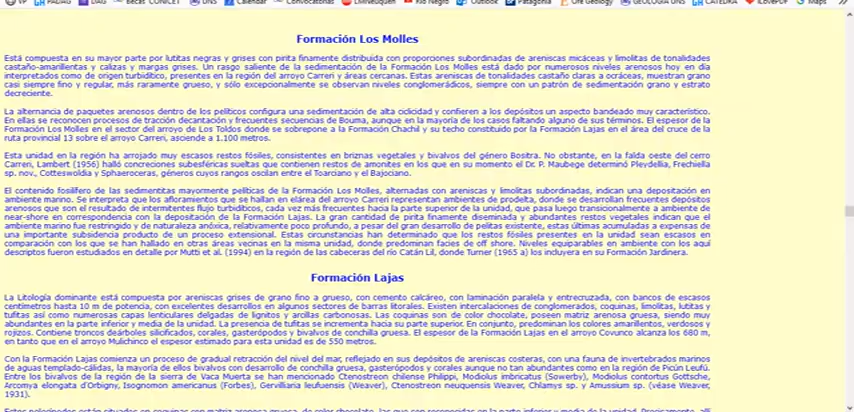 VP
PADAG
DAG
Becas CONICET
DNS
Calendar
Convocatorias
LMNeuquen
Rio Negro
Outlook
Patagonia
Ore Geology
GEOLOGIA UNS
CATEDRA
iLovePDF
Maps
Formación Los Molles
Está compuesta en su mayor parte por lutitas negras y grises con pirita finamente distribuida con proporciones subordinadas de areniscas micáceas y limolitas de tonalidades
castaño-amarillentas y calizas y margas grises. Un rasgo saliente de la sedimentación de la Formación Los Molles está dado por numerosos niveles arenosos hoy en día
interpretados como de origen turbidítico, presentes en la región del arroyo Carreri y áreas cercanas. Estas areniscas de tonalidades castaño claras a ocráceas, muestran grano
casi siempre fino y regular, más raramente grueso, y sólo excepcionalmente se observan niveles conglomerádicos, siempre con un patrón de sedimentación grano y estrato
decreciente.
La alternancia de paquetes arenosos dentro de los pelíticos configura una sedimentación de alta ciclicidad y confieren a los depósitos un aspecto bandeado muy característico.
En ellas se reconocen procesos de tracción decantación y frecuentes secuencias de Bouma, aunque en la mayoría de los casos faltando alguno de sus términos. El espesor de la
Formación Los Molles en el sector del arroyo de Los Toldos donde se sobrepone a la Formación Chachil y su techo constituido por la Formación Lajas en el área del cruce de la
ruta provincial 13 sobre el arroyo Carreri, asciende a 1.100 metros.
Esta unidad en la región ha arrojado muy escasos restos fósiles, consistentes en briznas vegetales y bivalvos del género Bositra. No obstante, en la falda oeste del cerro
Carreri, Lambert (1956) halló concreciones subesféricas sueltas que contienen restos de amonites en los que en su momento el Dr. P. Maubege determinó Pleydellia, Frechiella
sp. nov., Cotteswoldia y Sphaeroceras, géneros cuyos rangos oscilan entre el Toarciano y el Bajociano.
El contenido fosilífero de las sedimentitas mayormente pelíticas de la Formación Los Molles, alternadas con areniscas y limolitas subordinadas, indican una depositación en
ambiente marino. Se interpreta que los afloramientos que se hallan en elárea del arroyo Carreri representan ambientes de prodelta, donde se desarrollan frecuentes depósitos
arenosos que son el resultado de intermitentes flujo turbidíticos, cada vez más frecuentes hacia la parte superior de la unidad, que pasa luego transicionalmente a ambiente de
near-shore en correspondencia con la depositación de la Formación Lajas. La gran cantidad de pirita finamente diseminada y abundantes restos vegetales indican que el
ambiente marino fue restringido y de naturaleza anóxica, relativamente poco profundo, a pesar del gran desarrollo de pelitas existente, estas últimas acumuladas a expensas de
una importante subsidencia producto de un proceso extensional. Estas circunstancias han determinado que los restos fósiles presentes en la unidad sean escasos en
comparación con los que se han hallado en otras áreas vecinas en la misma unidad, donde predominan facies de off shore. Niveles equiparables en ambiente con los aquí
descriptos fueron estudiados en detalle por Mutti et al. (1994) en la región de las cabeceras del río Catán Lil, donde Turner (1965 a) los incluyera en su Formación Jardinera.
Formación Lajas
La Litología dominante está compuesta por areniscas grises de grano fino a grueso, con cemento calcáreo, con laminación paralela y entrecruzada, con bancos de escasos
centímetros hasta 10 m de potencia, con excelentes desarrollos en algunos sectores de barras litorales. Existen intercalaciones de conglomerados, coquinas, limolitas, lutitas y
tufitas así como numerosas capas lenticulares delgadas de lignitos y arcillas carbonosas. Las coquinas son de color chocolate, poseen matriz arenosa gruesa, siendo muy
abundantes en la parte inferior y media de la unidad. La presencia de tufitas se incrementa hacia su parte superior. En conjunto, predominan los colores amarillentos, verdosos y
rojizos. Contiene troncos deárboles silicificados, corales, gasterópodos y bivalvos de conchilla gruesa. El espesor de la Formación Lajas en el arroyo Covunco alcanza los 680 m,
en tanto que en el arroyo Mulichinco el espesor estimado para esta unidad es de 550 metros.
Con la Formación Lajas comienza un proceso de gradual retracción del nivel del mar, reflejado en sus depósitos de areniscas costeras, con una fauna de invertebrados marinos
de aguas templado-cálidas, la mayoría de ellos bivalvos con desarrollo de conchilla gruesa, gasterópodos y corales aunque no tan abundantes como en la región de Picún Leufú.
Entre los bivalvos de la región de la sierra de Vaca Muerta se han mencionado Ctenostreon chilense Philippi, Modiolus imbricatus (Sowerby), Modiolus contortus Gottsche,
Arcomya elongata d'Orbigny, Isognomon americanus (Forbes), Gervilliaria leufuensis (Weaver), Ctenostreon neuquensis Weaver, Chlamys sp. y Amussium sp. (véase Weaver,
1931).